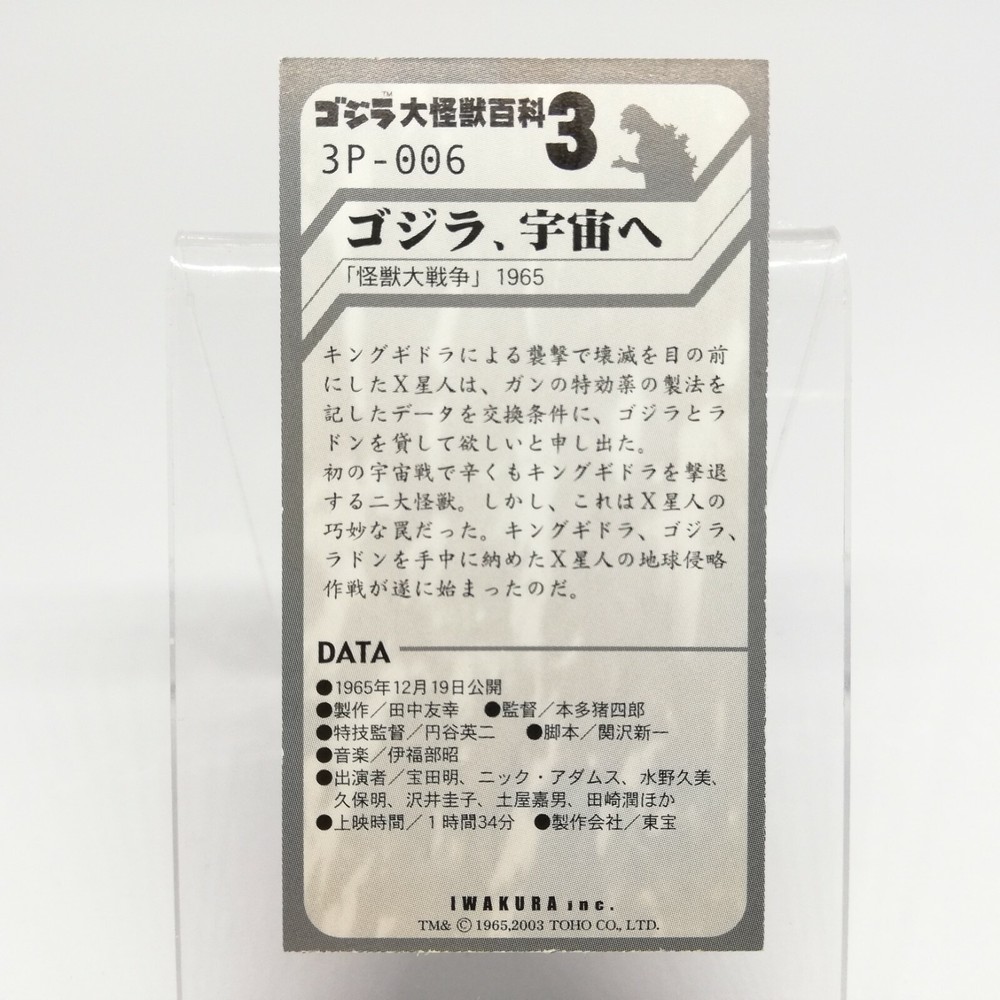 ゴジラ™大怪獣百科3
3P-006
ゴジラ、宇宙へ
「怪獣大戦争」1965
キングギドラによる襲撃で壊滅を目の前
にしたX星人は、ガンの特効薬の製法を
記したデータを交換条件に、ゴジラとラ
ドンを貸して欲しいと申し出た。
初の宇宙戦で辛くもキングギドラを撃退
する二大怪獣。しかし、これはX星人の
巧妙な罠だった。キングギドラ、ゴジラ、
ラドンを手中に納めたX星人の地球侵略
作戦が遂に始まったのだ。
DATA
●1965年12月19日公開
●製作／田中友幸 ●監督／本多猪四郎
●特技監督／円谷英二 ●脚本／関沢新一
●音楽／伊福部昭
●出演者／宝田明、ニック・アダムス、水野久美、
久保明、沢井圭子、土屋嘉男、田崎潤ほか
●上映時間／1時間34分 ●製作会社／東宝
IWAKURA inc.
TM& © 1965,2003 TOHO CO., LTD.